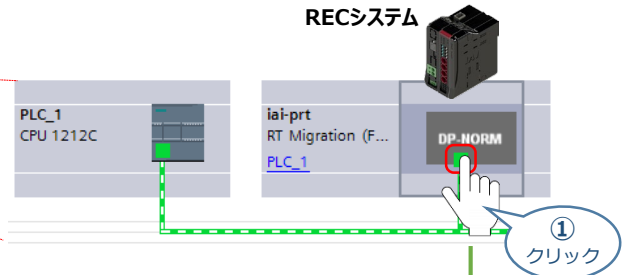 RECシステム
PLC_1
CPU 1212C
iai-prt
RT Migration (F...
PLC_1
DP-NORM
①
クリック